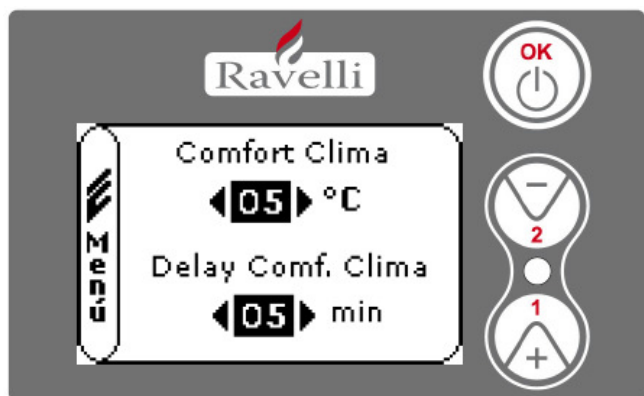 Ravelli
OK
Comfort Clima
05 °C
Menú
Delay Comf. Clima
05 min
−
2
1
+